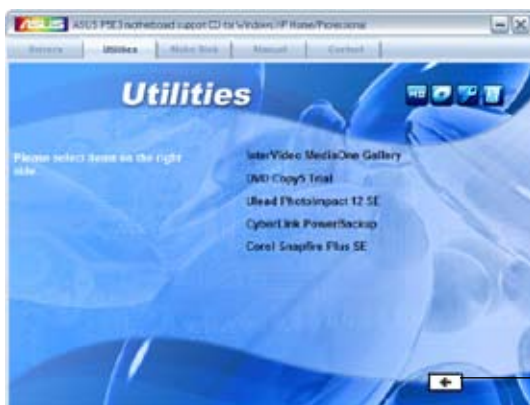 ASUS P5E3 motherboard support CD for Windows XP Home/Professional
Drivers Utilities Make Disk Manual Contact
Utilities
Please select items on the right
side.
InterVideo MediaOne Gallery
DVD Copy5 Trial
Ulead PhotoImpact 12 SE
CyberLink PowerBackup
Corel Snapfire Plus SE